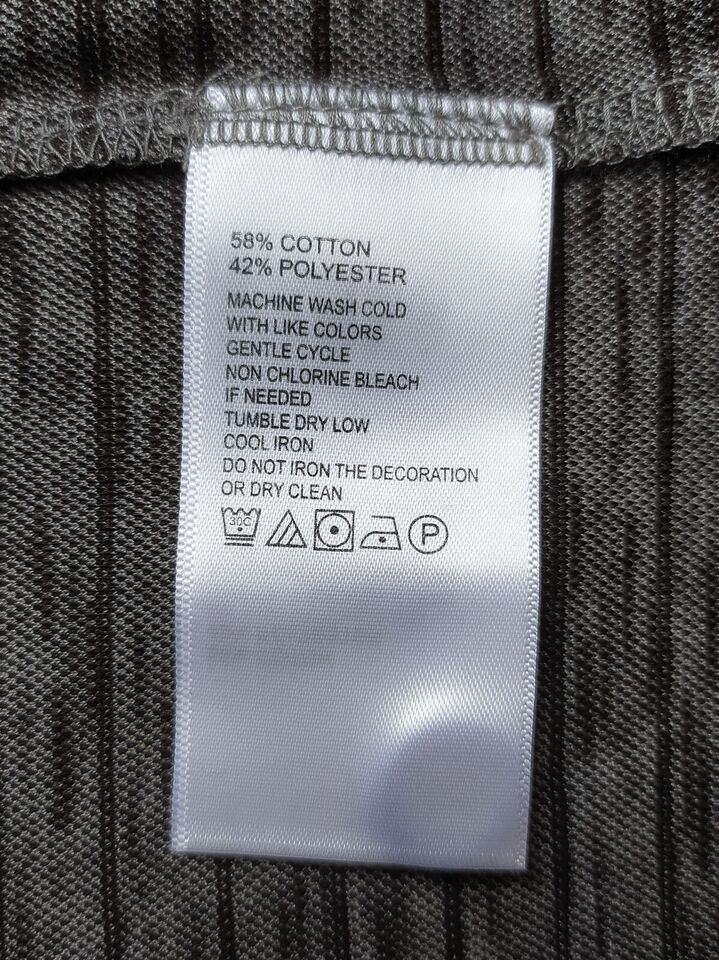 58% COTTON
42% POLYESTER
MACHINE WASH COLD
WITH LIKE COLORS
GENTLE CYCLE
NON CHLORINE BLEACH
IF NEEDED
TUMBLE DRY LOW
COOL IRON
DO NOT IRON THE DECORATION
OR DRY CLEAN
30C P